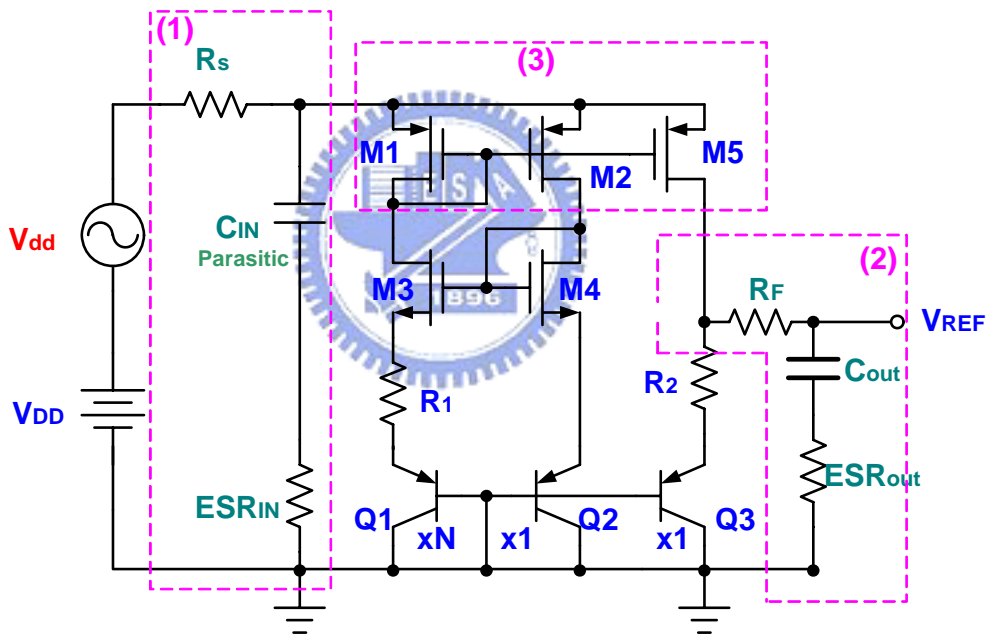 (1)
(3)
Rs
M1
M2
M5
Vdd
CIN
Parasitic
E S A
(2)
M3
M4
1896
RF
VREF
R1
R2
Cout
VDD
ESRIN
ESRout
Q1
Q2
Q3
xN
x1
x1